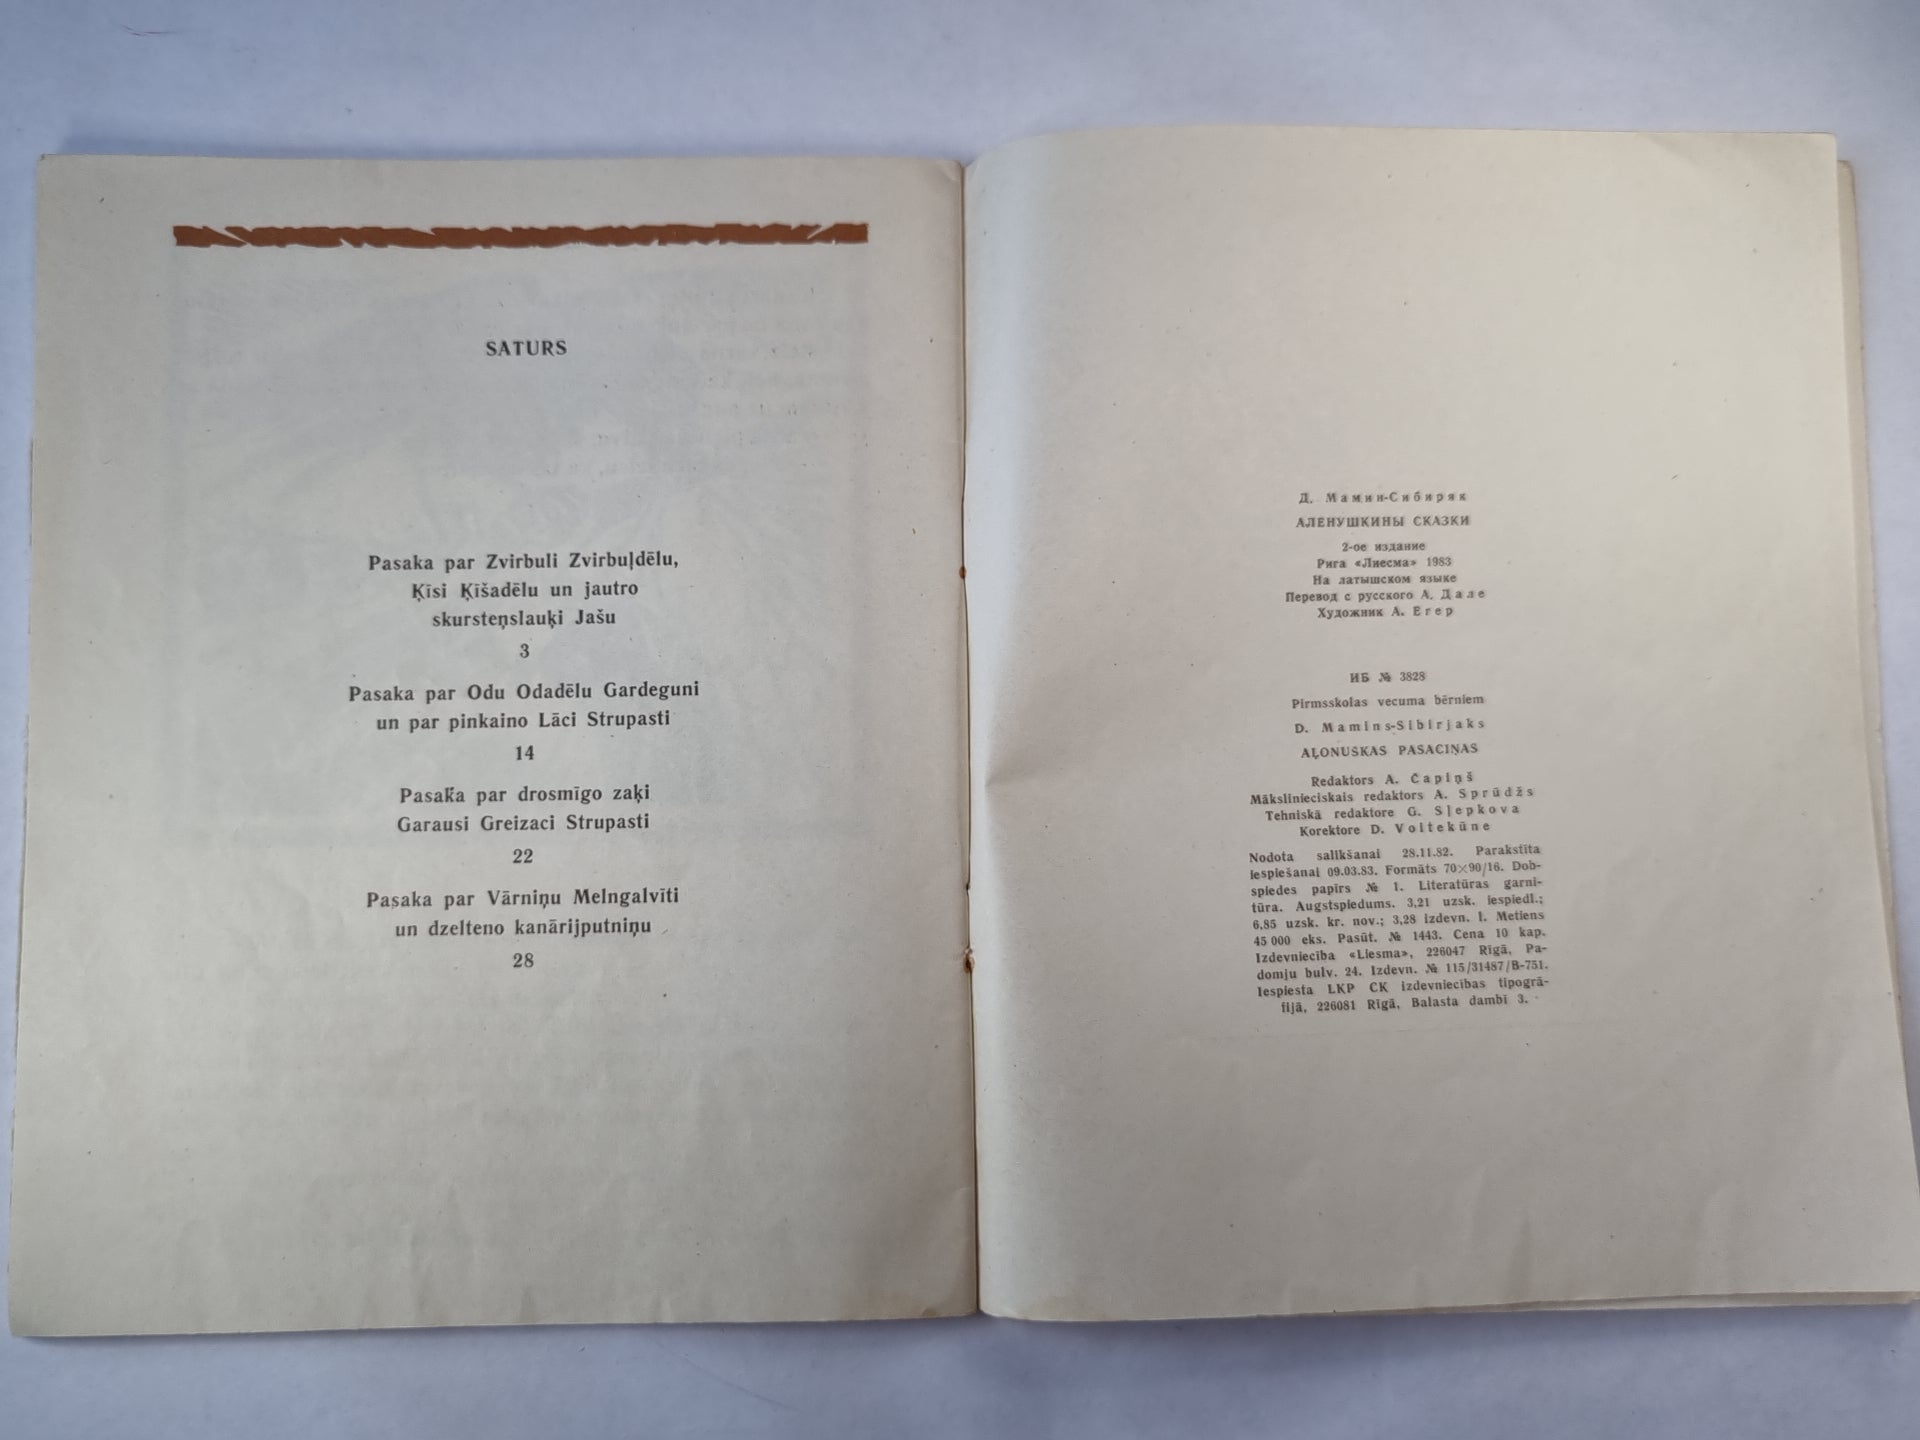 SATURS
Pasaka par Zvirbuli Zvirbuļdēlu,
Ķīsi Ķīšadēlu un jautro
skursteņslauķi Jašu
3
Pasaka par Odu Odadēlu Gardeguni
un par pinkaino Lāci Strupasti
14
Pasaka par drosmīgo zaķi
Garausi Greizaci Strupasti
22
Pasaka par Vārniņu Melngalvīti
un dzelteno kanārijputniņu
28
Д. Мамин-Сибиряк
АЛЕНУШКИНЫ СКАЗКИ
2-ое издание
Рига «Лиесма» 1983
На латышском языке
Перевод с русского А. Дале
Художник А. Егер
ИБ № 3828
Pirmsskolas vecuma bērniem
D. Mamins-Sibirjaks
AĻONUSKAS PASACIŅAS
Redaktors A. Čapiņš
Mākslinieciskais redaktors A. Sprūdžs
Tehniskā redaktore G. Sļepkova
Korektore D. Voitekūne
Nodota salikšanai 28.11.82. Parakstīta
iespiešanai 09.03.83. Formāts 70×90/16. Dob-
spiedes papīrs № 1. Literatūras garni-
tūra. Augstspiedums. 3,21 uzsk. iespiedl.;
6,85 uzsk. kr. nov.; 3,28 izdevn. l. Metiens
45 000 eks. Pasūt. № 1443. Cena 10 kap.
Izdevniecība «Liesma», 226047 Rīgā, Pa-
domju bulv. 24. Izdevn. № 115/31487/B-751.
Iespiesta LKP CK izdevniecības tipogrā-
fijā, 226081 Rīgā, Balasta dambī 3.